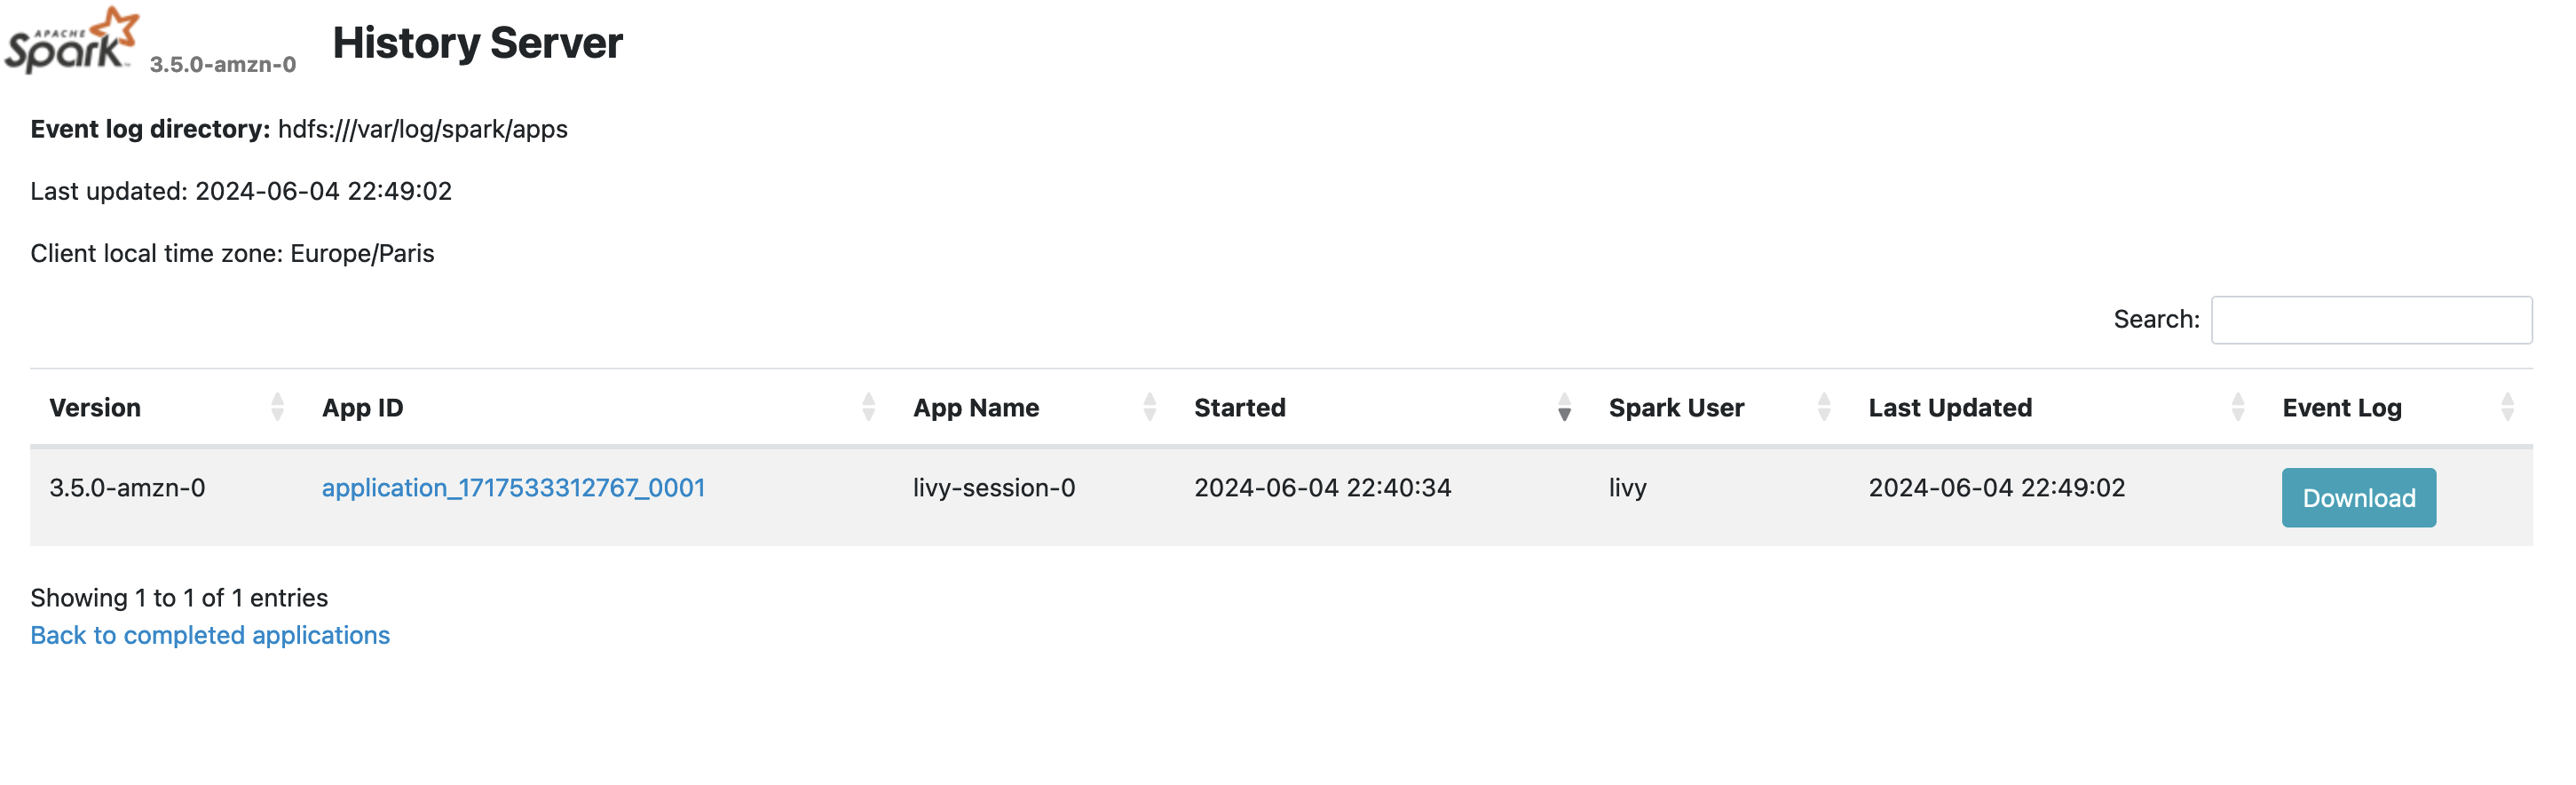 APACHE
Spark 3.5.0-amzn-0 History Server
Event log directory: hdfs:///var/log/spark/apps
Last updated: 2024-06-04 22:49:02
Client local time zone: Europe/Paris
Search:
Version App ID App Name Started Spark User Last Updated Event Log
3.5.0-amzn-0 application_1717533312767_0001 livy-session-0 2024-06-04 22:40:34 livy 2024-06-04 22:49:02 Download
Showing 1 to 1 of 1 entries
Back to completed applications